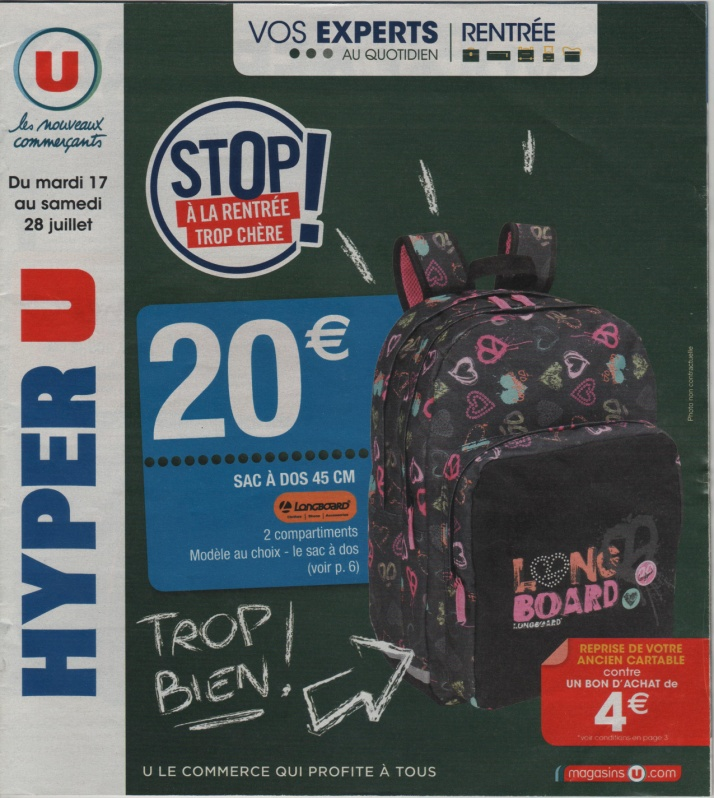 VOS EXPERTS
AU QUOTIDIEN
RENTRÉE
U
les nouveaux
commerçants
Du mardi 17
au samedi
28 juillet
HYPER U
STOP!
À LA RENTRÉE
TROP CHÈRE
20€
SAC À DOS 45 CM
LONGBOARD
2 compartiments
Modèle au choix - le sac à dos
(voir p. 6)
Photo non contractuelle
LONG
BOARD
LONGBOARD
TROP
BIEN!
REPRISE DE VOTRE
ANCIEN CARTABLE
contre
UN BON D'ACHAT de
4€
*voir conditions en page 3
U LE COMMERCE QUI PROFITE À TOUS
magasins U .com